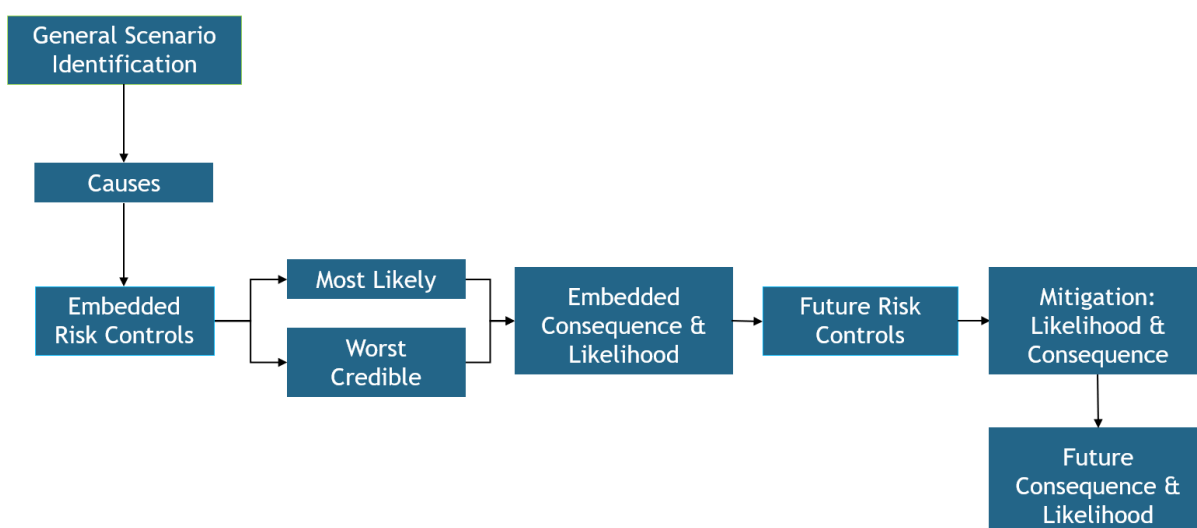 General Scenario
Identification
Causes
Embedded
Risk Controls
Most Likely
Worst
Credible
Embedded
Consequence &
Likelihood
Future Risk
Controls
Mitigation:
Likelihood &
Consequence
Future
Consequence &
Likelihood